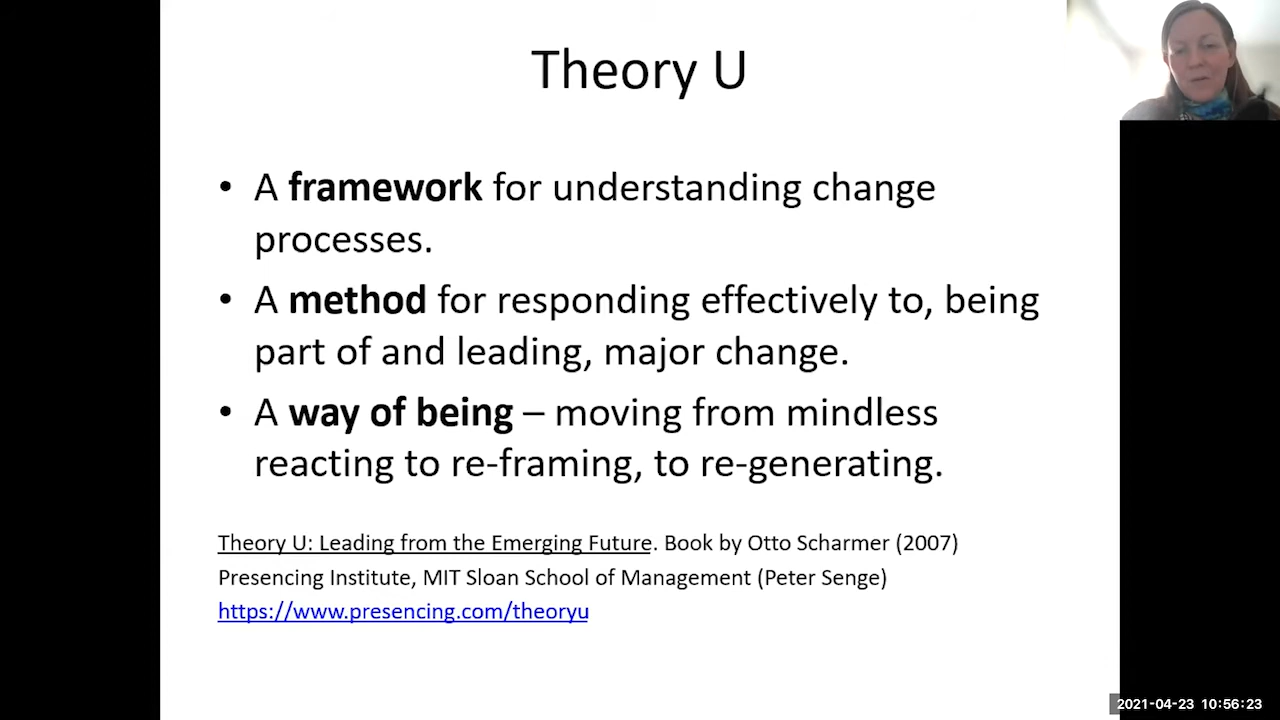 Theory U
• A framework for understanding change
processes.
• A method for responding effectively to, being
part of and leading, major change.
• A way of being – moving from mindless
reacting to re-framing, to re-generating.
Theory U: Leading from the Emerging Future. Book by Otto Scharmer (2007)
Presencing Institute, MIT Sloan School of Management (Peter Senge)
https://www.presencing.com/theoryu
2021-04-23 10:56:23